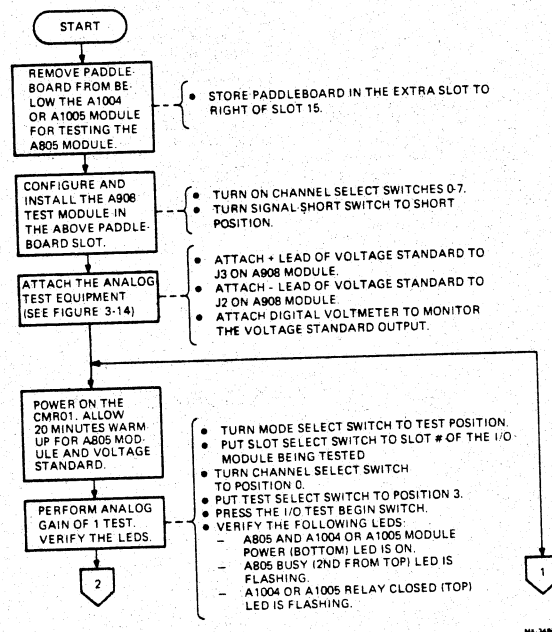 START
REMOVE PADDLE-
BOARD FROM BE-
LOW THE A1004
OR A1005 MODULE
FOR TESTING THE
A805 MODULE.
• STORE PADDLEBOARD IN THE EXTRA SLOT TO
RIGHT OF SLOT 15.
CONFIGURE AND
INSTALL THE A908
TEST MODULE IN
THE ABOVE PADDLE-
BOARD SLOT.
• TURN ON CHANNEL SELECT SWITCHES 0-7.
• TURN SIGNAL SHORT SWITCH TO SHORT
POSITION.
ATTACH THE ANALOG
TEST EQUIPMENT
(SEE FIGURE 3-14)
• ATTACH + LEAD OF VOLTAGE STANDARD TO
J3 ON A908 MODULE.
• ATTACH - LEAD OF VOLTAGE STANDARD TO
J2 ON A908 MODULE.
• ATTACH DIGITAL VOLTMETER TO MONITOR
THE VOLTAGE STANDARD OUTPUT.
POWER ON THE
CMR01. ALLOW
20 MINUTES WARM
UP FOR A805 MOD-
ULE AND VOLTAGE
STANDARD.
PERFORM ANALOG
GAIN OF 1 TEST.
VERIFY THE LEDS.
• TURN MODE SELECT SWITCH TO TEST POSITION.
• PUT SLOT SELECT SWITCH TO SLOT # OF THE I/O
MODULE BEING TESTED
• TURN CHANNEL SELECT SWITCH
TO POSITION 0.
• PUT TEST SELECT SWITCH TO POSITION 3.
• PRESS THE I/O TEST BEGIN SWITCH.
• VERIFY THE FOLLOWING LEDS:
– A805 AND A1004 OR A1005 MODULE
POWER (BOTTOM) LED IS ON.
– A805 BUSY (2ND FROM TOP) LED IS
FLASHING.
– A1004 OR A1005 RELAY CLOSED (TOP)
LED IS FLASHING.
2
1